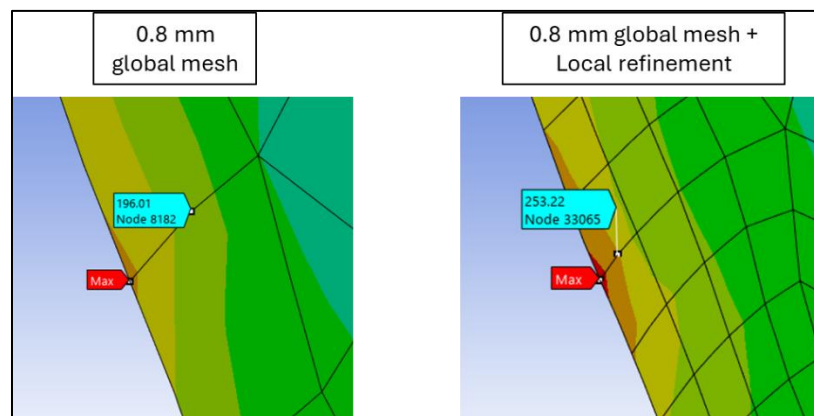 0.8 mm
global mesh
0.8 mm global mesh +
Local refinement
196.01
Node 8182
Max
253.22
Node 33065
Max